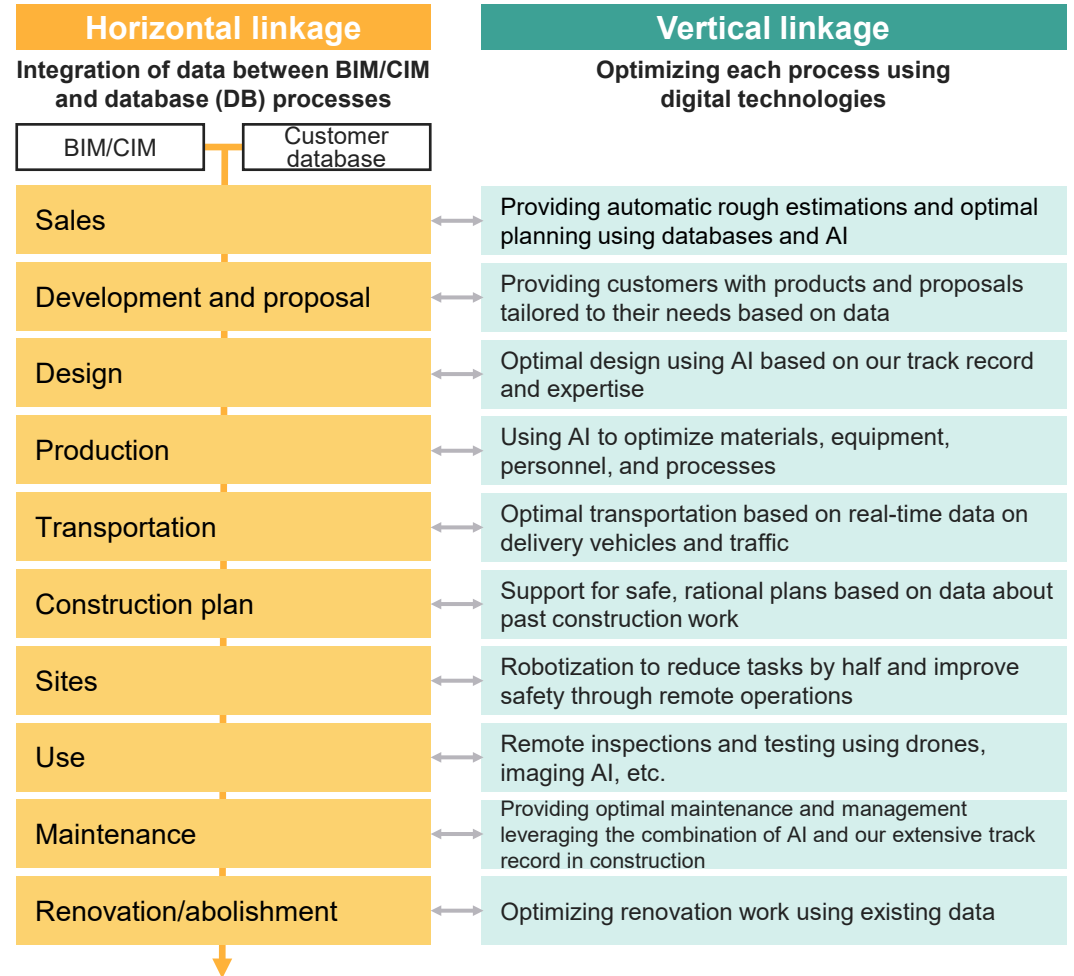 Horizontal linkage
Vertical linkage
Integration of data between BIM/CIM
and database (DB) processes
Optimizing each process using
digital technologies
BIM/CIM
Customer
database
Sales
Providing automatic rough estimations and optimal
planning using databases and AI
Development and proposal
Providing customers with products and proposals
tailored to their needs based on data
Design
Optimal design using AI based on our track record
and expertise
Production
Using AI to optimize materials, equipment,
personnel, and processes
Transportation
Optimal transportation based on real-time data on
delivery vehicles and traffic
Construction plan
Support for safe, rational plans based on data about
past construction work
Sites
Robotization to reduce tasks by half and improve
safety through remote operations
Use
Remote inspections and testing using drones,
imaging AI, etc.
Maintenance
Providing optimal maintenance and management
leveraging the combination of AI and our extensive track
record in construction
Renovation/abolishment
Optimizing renovation work using existing data